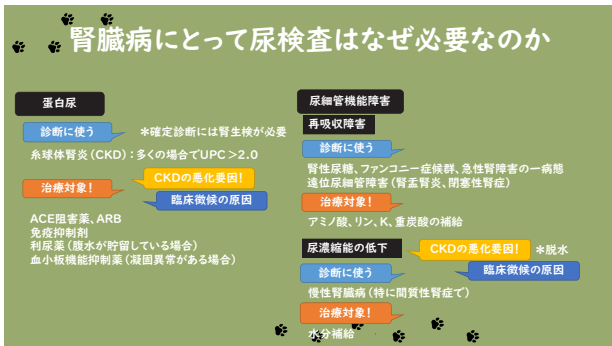 腎臓病にとって尿検査はなぜ必要なのか
蛋白尿
診断に使う
＊確定診断には腎生検が必要
糸球体腎炎（CKD）：多くの場合でUPC＞2.0
治療対象！
CKDの悪化要因！
臨床徴候の原因
ACE阻害薬、ARB
免疫抑制剤
利尿薬（腹水が貯留している場合）
血小板機能抑制薬（凝固異常がある場合）
尿細管機能障害
再吸収障害
診断に使う
腎性尿糖、ファンコニー症候群、急性腎障害の一病態
遠位尿細管障害（腎盂腎炎、閉塞性腎症）
治療対象！
アミノ酸、リン、K、重炭酸の補給
尿濃縮能の低下
CKDの悪化要因！
＊脱水
臨床徴候の原因
診断に使う
慢性腎臓病（特に間質性腎症で）
治療対象！
水分補給